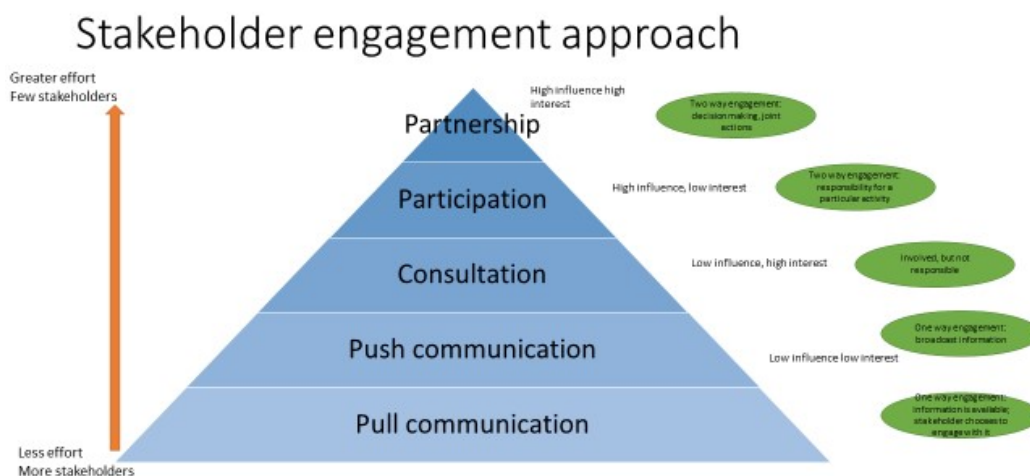 Stakeholder engagement approach
Greater effort
Few stakeholders
High influence high
interest
Two way engagement:
decision making, joint
actions
Partnership
Two way engagement:
responsibility for a
particular activity
High influence, low interest
Participation
Low influence, high interest
Involved, but not
responsible
Consultation
One way engagement:
broadcast information
Push communication
Low influence low interest
One way engagement:
information is available;
stakeholder chooses to
engage with it
Pull communication
Less effort
More stakeholders